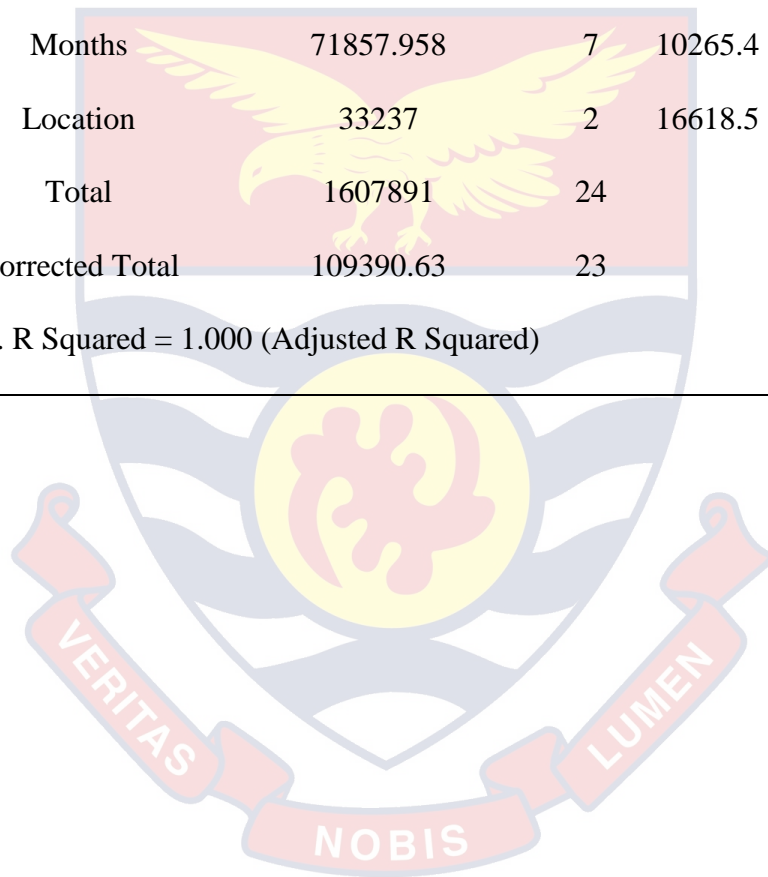 Months 71857.958 7 10265.4
Location 33237 2 16618.5
Total 1607891 24
orrected Total 109390.63 23
. R Squared = 1.000 (Adjusted R Squared)
VERITAS
NOBIS
LUMEN